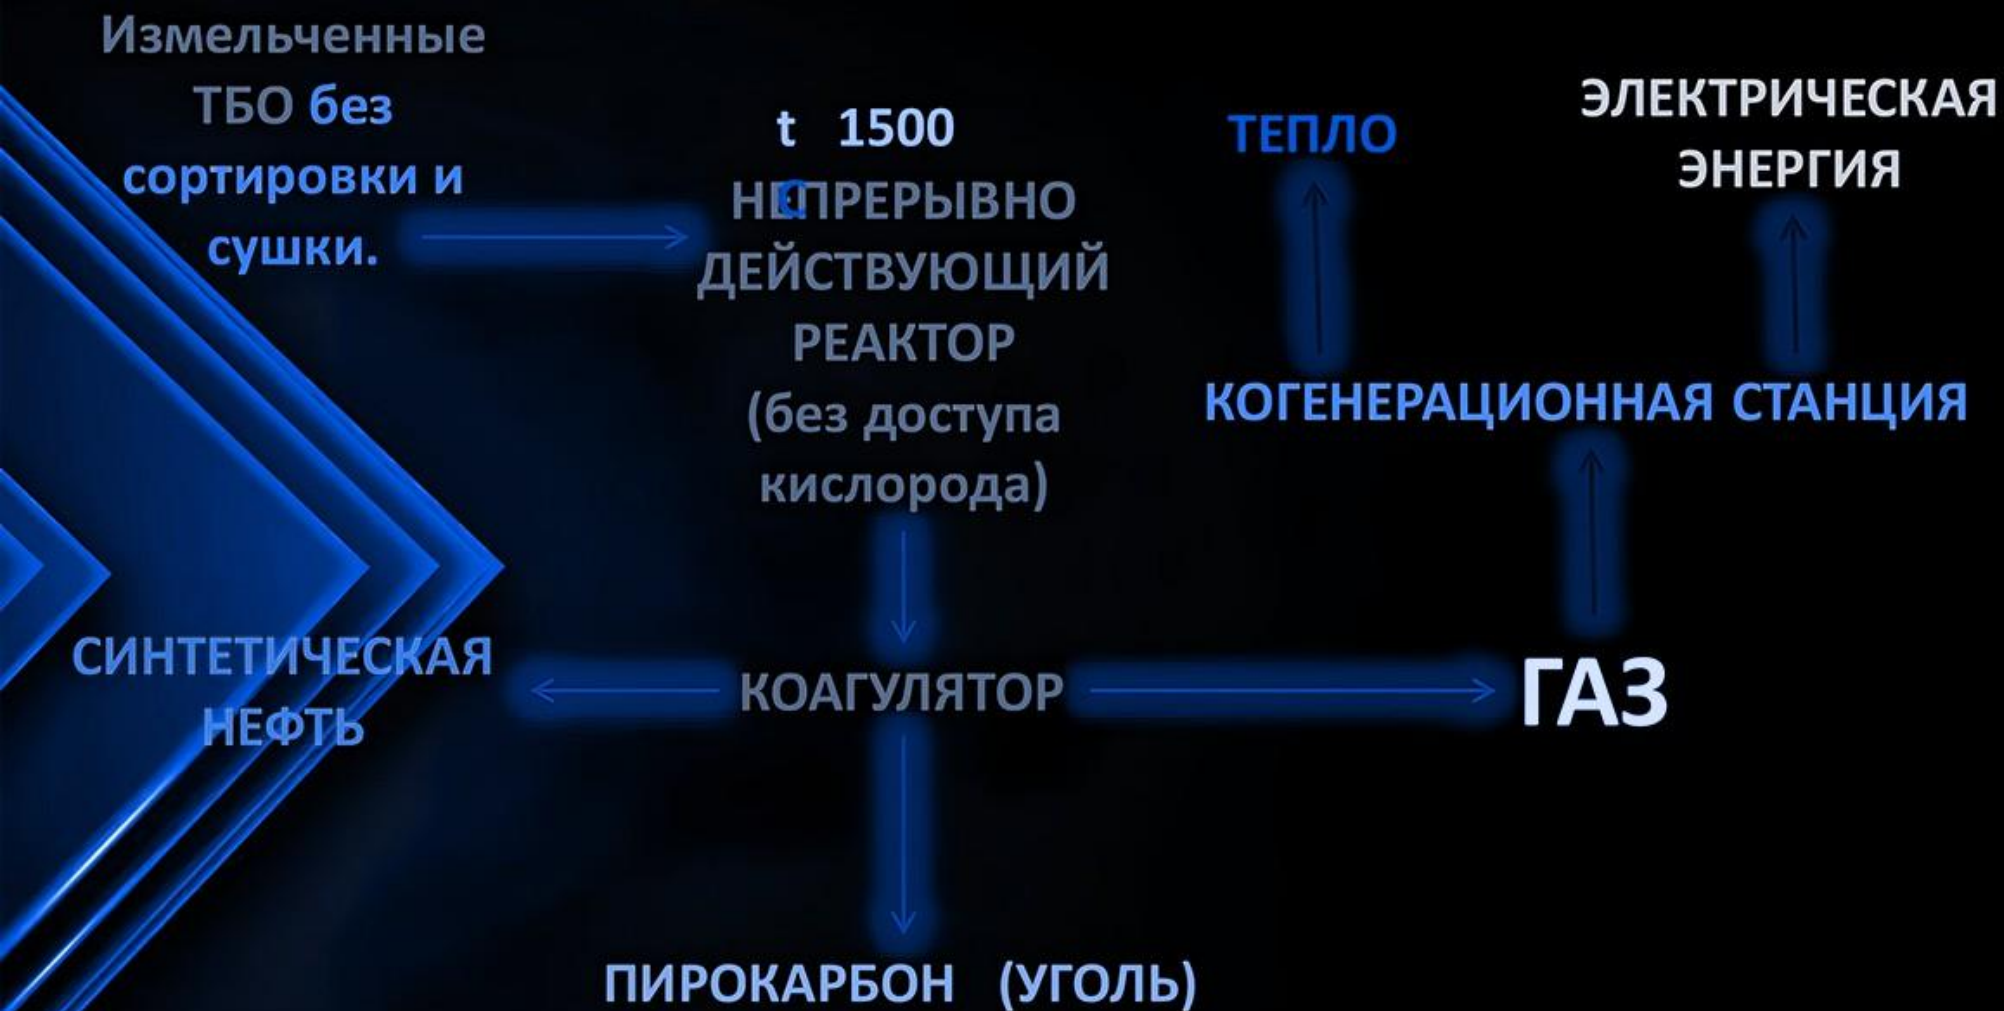 Измельченные
ТБО без
сортировки и
сушки.
t 1500
С
НЕПРЕРЫВНО
ДЕЙСТВУЮЩИЙ
РЕАКТОР
(без доступа
кислорода)
ТЕПЛО
ЭЛЕКТРИЧЕСКАЯ
ЭНЕРГИЯ
КОГЕНЕРАЦИОННАЯ СТАНЦИЯ
СИНТЕТИЧЕСКАЯ
НЕФТЬ
КОАГУЛЯТОР
ГАЗ
ПИРОКАРБОН (УГОЛЬ)